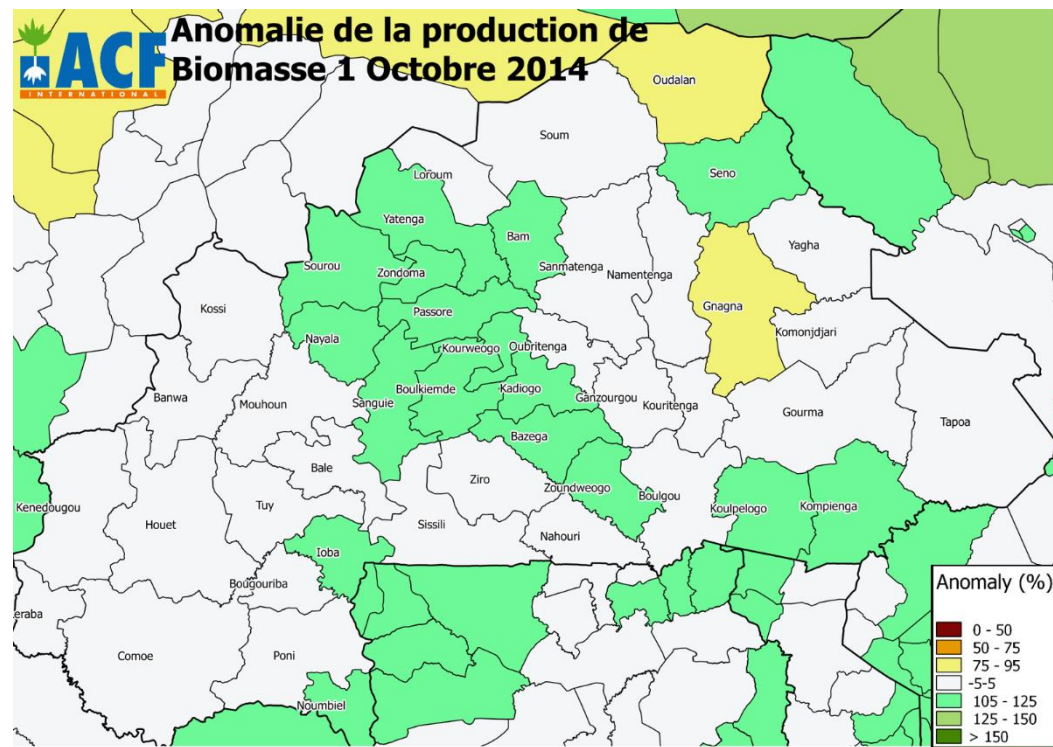 ACF
INTERNATIONAL
Anomalie de la production de
Biomasse 1 Octobre 2014
Oudalan
Soum
Loroum
Seno
Yatenga
Bam
Yagha
Sourou
Zondoma
Sanmatenga
Namentenga
Kossi
Passore
Gnagna
Komonjdjari
Nayala
Kourweogo
Oubritenga
Banwa
Mouhoun
Sanguie
Boulkiemde
Kadiogo
Ganzourgou
Kouritenga
Gourma
Tapoa
Bazega
Bale
Ziro
Zoundweogo
Boulgou
Koulpelogo
Kompienga
Kenedougou
Houet
Tuy
Sissili
Nahouri
Ioba
Bougouriba
eraba
Comoe
Poni
Noumbiel
Anomaly (%)
0 - 50
50 - 75
75 - 95
-5-5
105 - 125
125 - 150
> 150